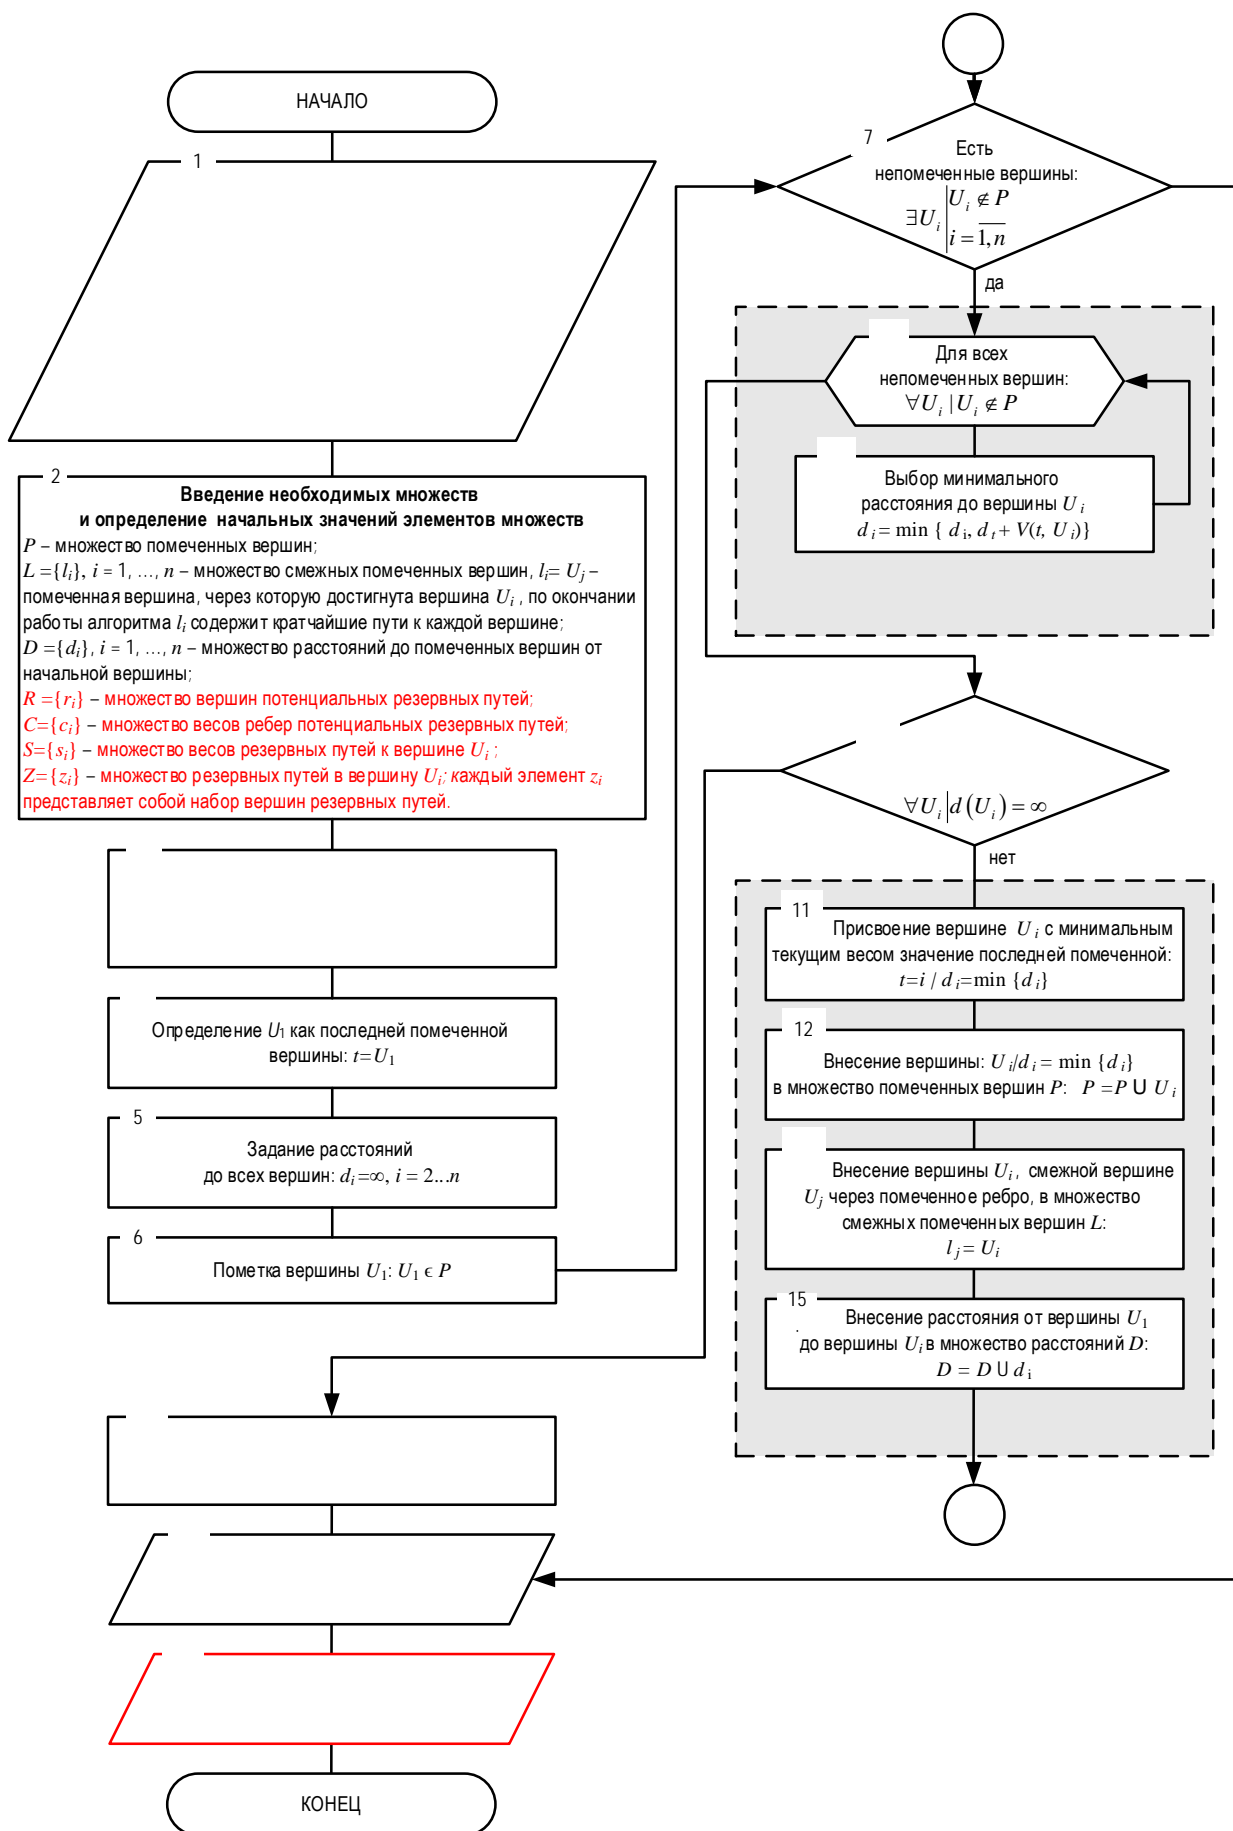 НАЧАЛО
1
2
Введение необходимых множеств
и определение начальных значений элементов множеств
P – множество помеченных вершин;
L ={lᵢ}, i = 1, ..., n – множество смежных помеченных вершин, lᵢ= Uⱼ –
помеченная вершина, через которую достигнута вершина Uᵢ , по окончании
работы алгоритма lᵢ содержит кратчайшие пути к каждой вершине;
D ={dᵢ}, i = 1, ..., n – множество расстояний до помеченных вершин от
начальной вершины;
R ={rᵢ} – множество вершин потенциальных резервных путей;
C={cᵢ} – множество весов ребер потенциальных резервных путей;
S={sᵢ} – множество весов резервных путей к вершине Uᵢ ;
Z={zᵢ} – множество резервных путей в вершину Uᵢ; каждый элемент zᵢ
представляет собой набор вершин резервных путей.
Определение U₁ как последней помеченной
вершины: t=U₁
5
Задание расстояний
до всех вершин: dᵢ=∞, i = 2...n
6
Пометка вершины U₁: U₁ ϵ P
КОНЕЦ
7
Есть
непомеченные вершины:
∃Uᵢ | Uᵢ ∉ P
i = 1,n
да
Для всех
непомеченных вершин:
∀Uᵢ | Uᵢ ∉ P
Выбор минимального
расстояния до вершины Uᵢ
dᵢ = min { dᵢ, dₜ + V(t, Uᵢ)}
∀Uᵢ | d(Uᵢ) = ∞
нет
11
Присвоение вершине Uᵢ с минимальным
текущим весом значение последней помеченной:
t=i / dᵢ=min {dᵢ}
12
Внесение вершины: Uᵢ/dᵢ = min {dᵢ}
в множество помеченных вершин P: P =P U Uᵢ
Внесение вершины Uᵢ, смежной вершине
Uⱼ через помеченное ребро, в множество
смежных помеченных вершин L:
lⱼ= Uᵢ
15
Внесение расстояния от вершины U₁
до вершины Uᵢ в множество расстояний D:
D = D U dᵢ